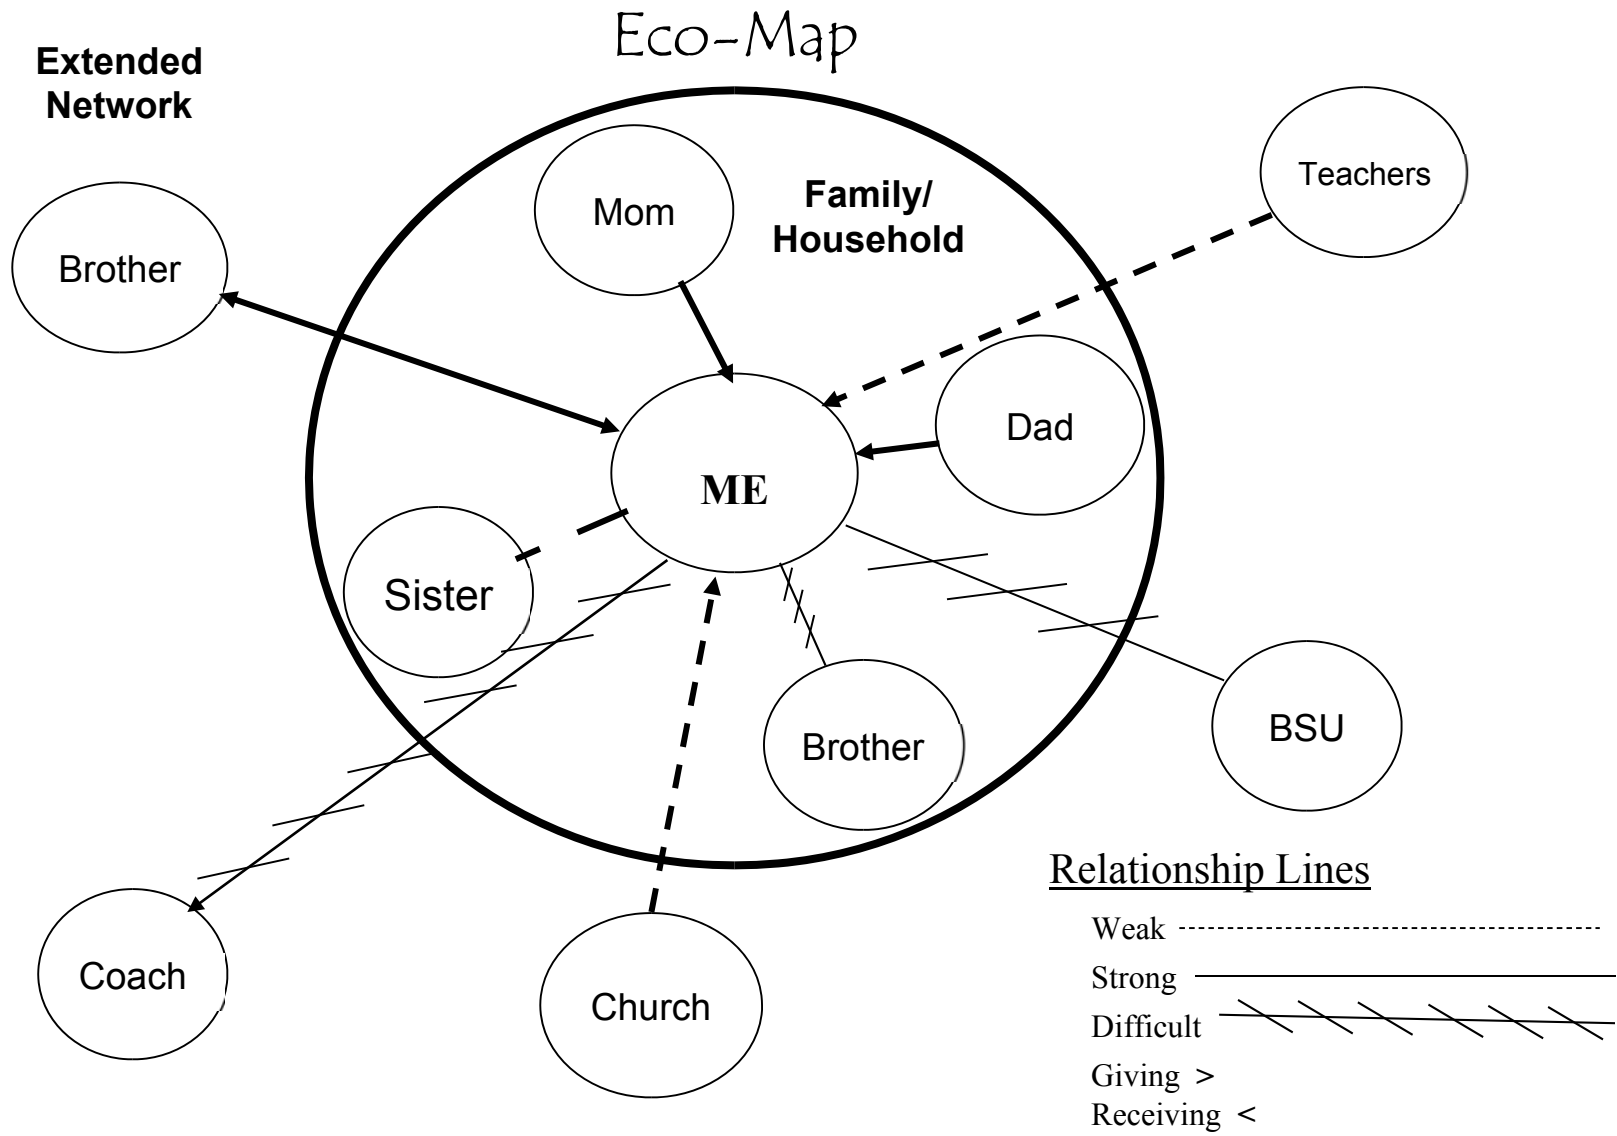 Eco-Map
Extended
Network
Teachers
Mom
Family/
Household
Brother
Dad
ME
Sister
BSU
Brother
Coach
Church
Relationship Lines
Weak
Strong
Difficult
Giving >
Receiving <